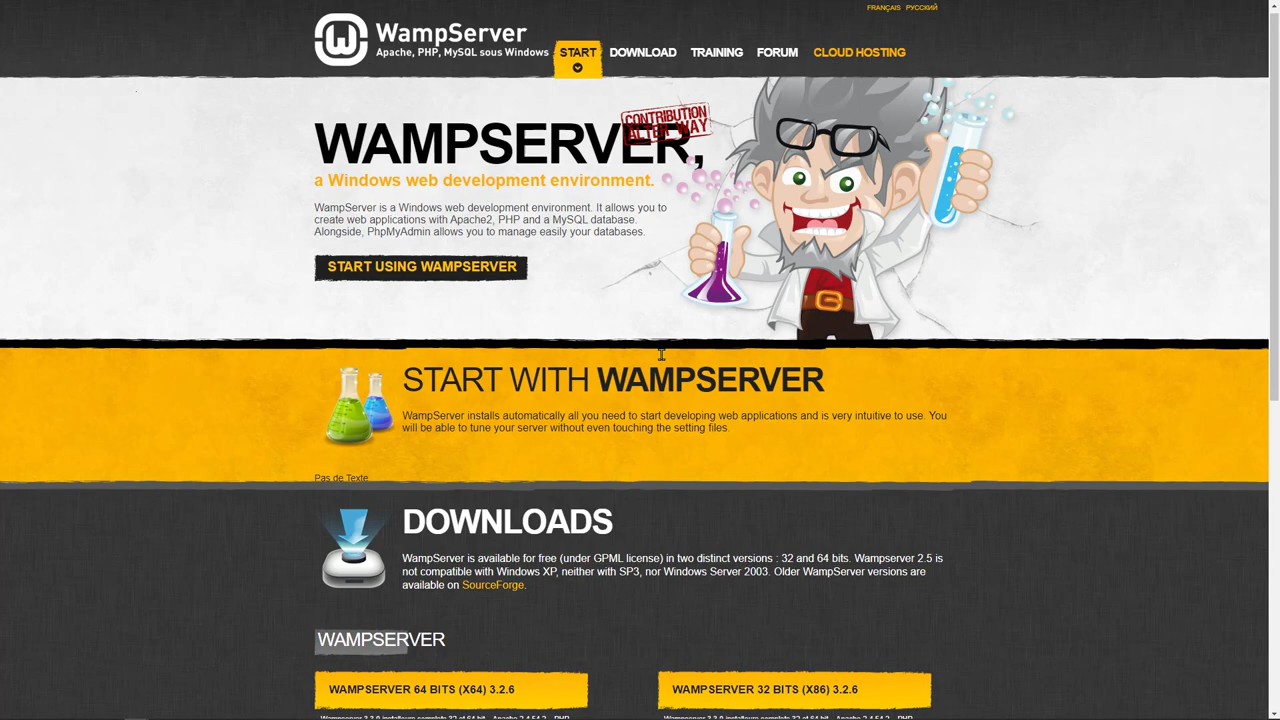 FRANÇAIS РУССКИЙ
WampServer
Apache, PHP, MySQL sous Windows
START DOWNLOAD TRAINING FORUM CLOUD HOSTING
CONTRIBUTION
ALTER WAY
WAMPSERVER,
a Windows web development environment.
WampServer is a Windows web development environment. It allows you to
create web applications with Apache2, PHP and a MySQL database.
Alongside, PhpMyAdmin allows you to manage easily your databases.
START USING WAMPSERVER
START WITH WAMPSERVER
WampServer installs automatically all you need to start developing web applications and is very intuitive to use. You
will be able to tune your server without even touching the setting files.
Pas de Texte
DOWNLOADS
WampServer is available for free (under GPML license) in two distinct versions : 32 and 64 bits. Wampserver 2.5 is
not compatible with Windows XP, neither with SP3, nor Windows Server 2003. Older WampServer versions are
available on SourceForge.
WAMPSERVER
WAMPSERVER 64 BITS (X64) 3.2.6
WAMPSERVER 32 BITS (X86) 3.2.6